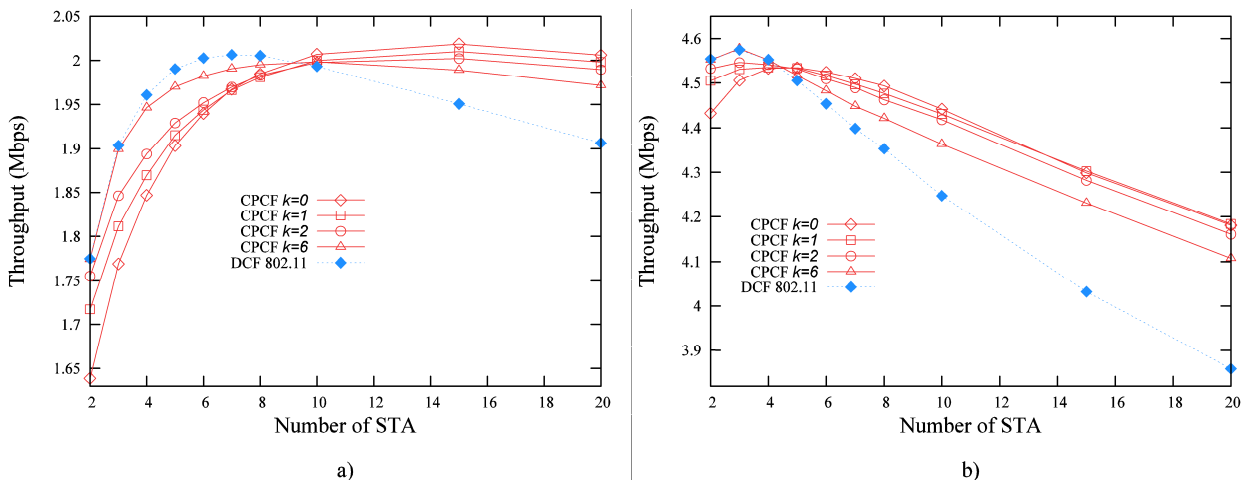 2.05
2
1.95
1.9
1.85
1.8
1.75
1.7
1.65
Throughput (Mbps)
CPCF k=0
CPCF k=1
CPCF k=2
CPCF k=6
DCF 802.11
2 4 6 8 10 12 14 16 18 20
Number of STA
a)
4.6
4.5
4.4
4.3
4.2
4.1
4
3.9
Throughput (Mbps)
CPCF k=0
CPCF k=1
CPCF k=2
CPCF k=6
DCF 802.11
2 4 6 8 10 12 14 16 18 20
Number of STA
b)